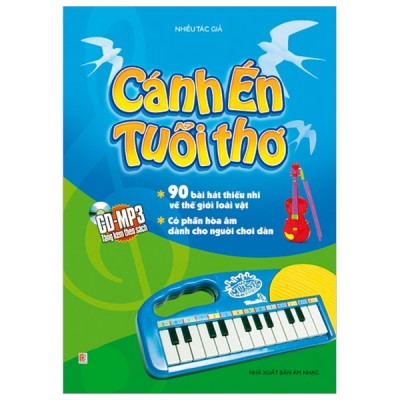 NHIỀU TÁC GIẢ
Cánh Én
Tuổi thơ
90 bài hát thiếu nhi
về thế giới loài vật
Có phần hòa âm
dành cho người chơi đàn
CD-MP3
Tặng kèm theo sách
MUSIC
NHÀ XUẤT BẢN ÂM NHẠC